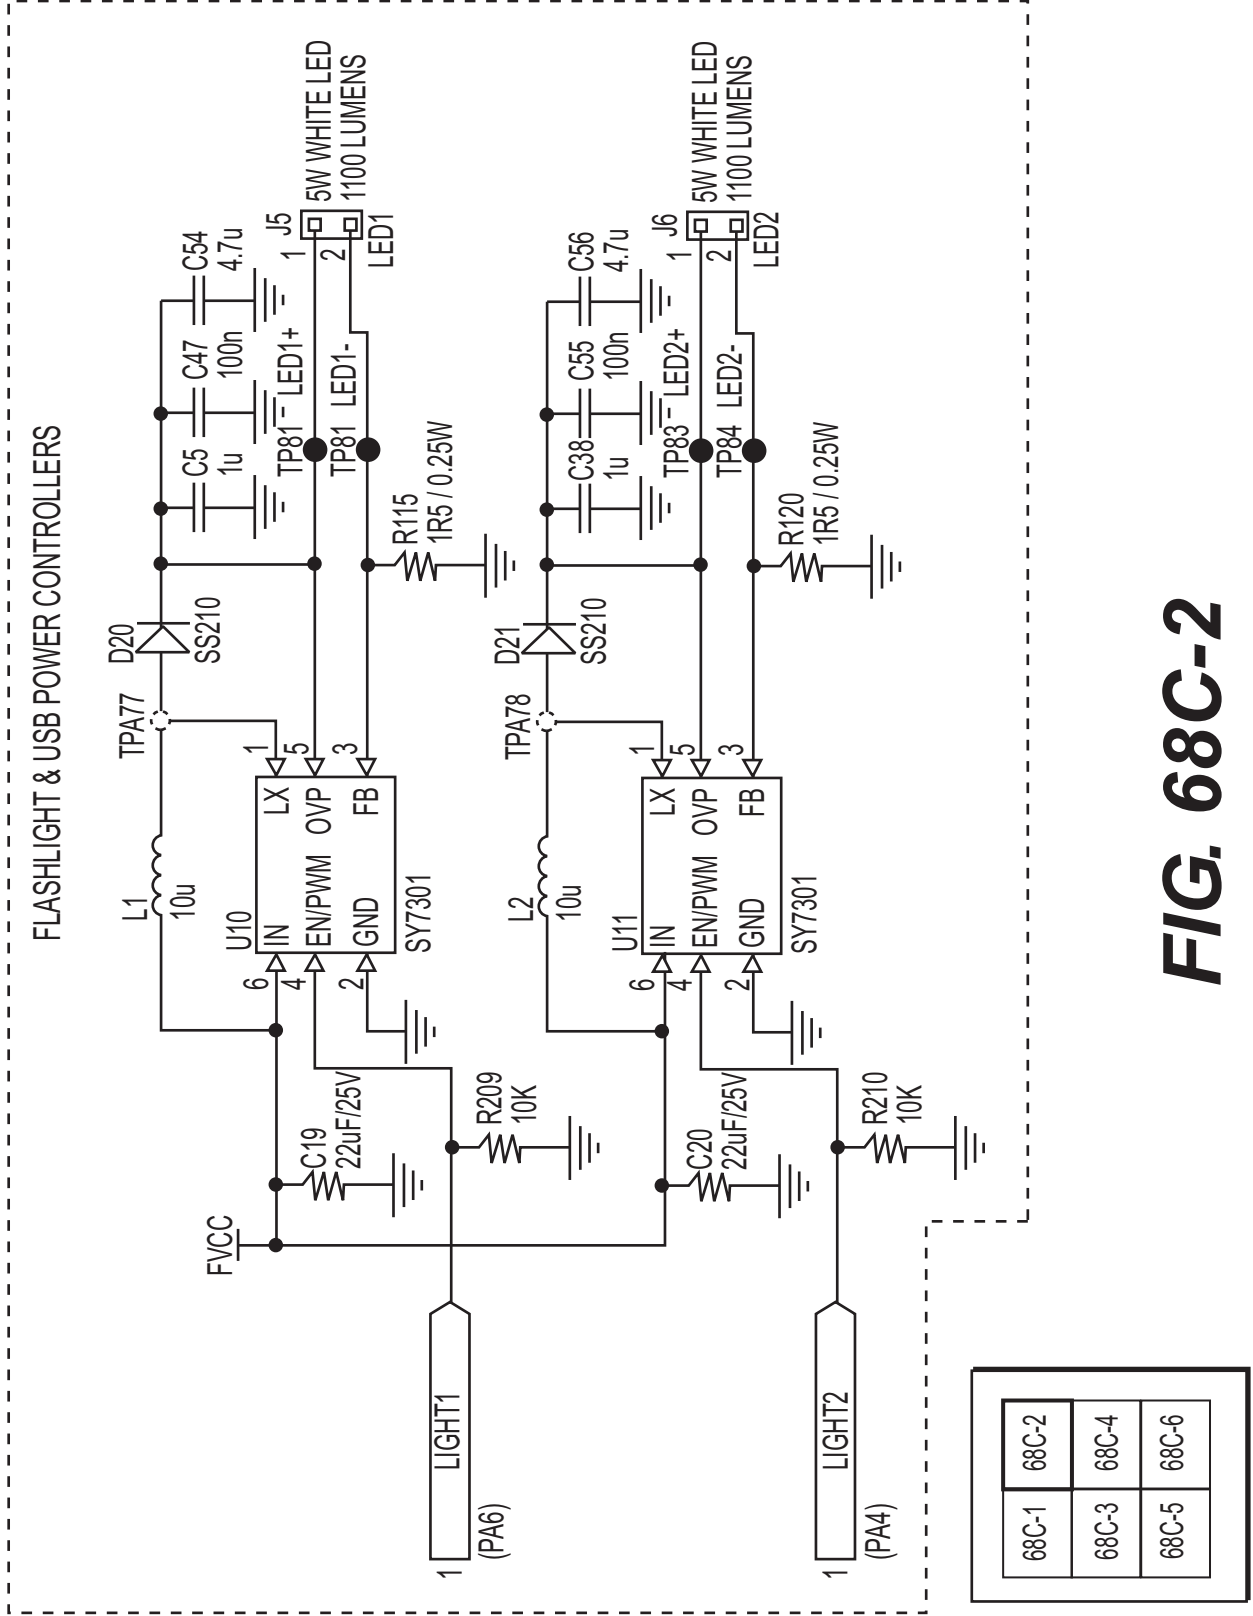 FLASHLIGHT & USB POWER CONTROLLERS
L1
10u
TPA77
D20
SS210
C5
1u
C47
100n
C54
4.7u
J5
1
2
LED1
5W WHITE LED
1100 LUMENS
TP81
LED1+
TP81
LED1-
R115
1R5 / 0.25W
U10
IN
EN/PWM
GND
LX
OVP
FB
SY7301
6
4
2
1
5
3
FVCC
C19
22uF/25V
R209
10K
LIGHT1
1
(PA6)
L2
10u
TPA78
D21
SS210
C38
1u
C55
100n
C56
4.7u
J6
1
2
LED2
5W WHITE LED
1100 LUMENS
TP83
LED2+
TP84
LED2-
R120
1R5 / 0.25W
U11
IN
EN/PWM
GND
LX
OVP
FB
SY7301
6
4
2
1
5
3
C20
22uF/25V
R210
10K
LIGHT2
1
(PA4)
68C-1
68C-2
68C-3
68C-4
68C-5
68C-6
FIG. 68C-2